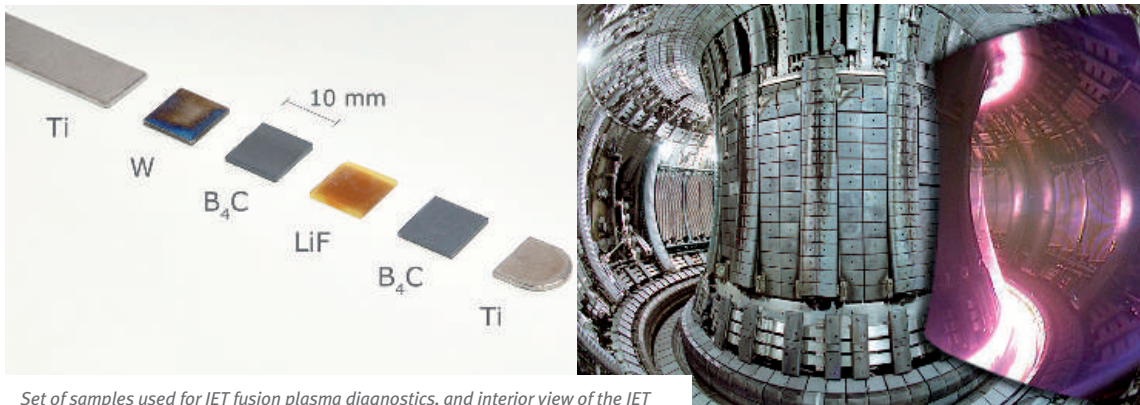 10 mm
Ti
W
B₄C
LiF
B₄C
Ti
Set of samples used for JET fusion plasma diagnostics, and interior view of the JET